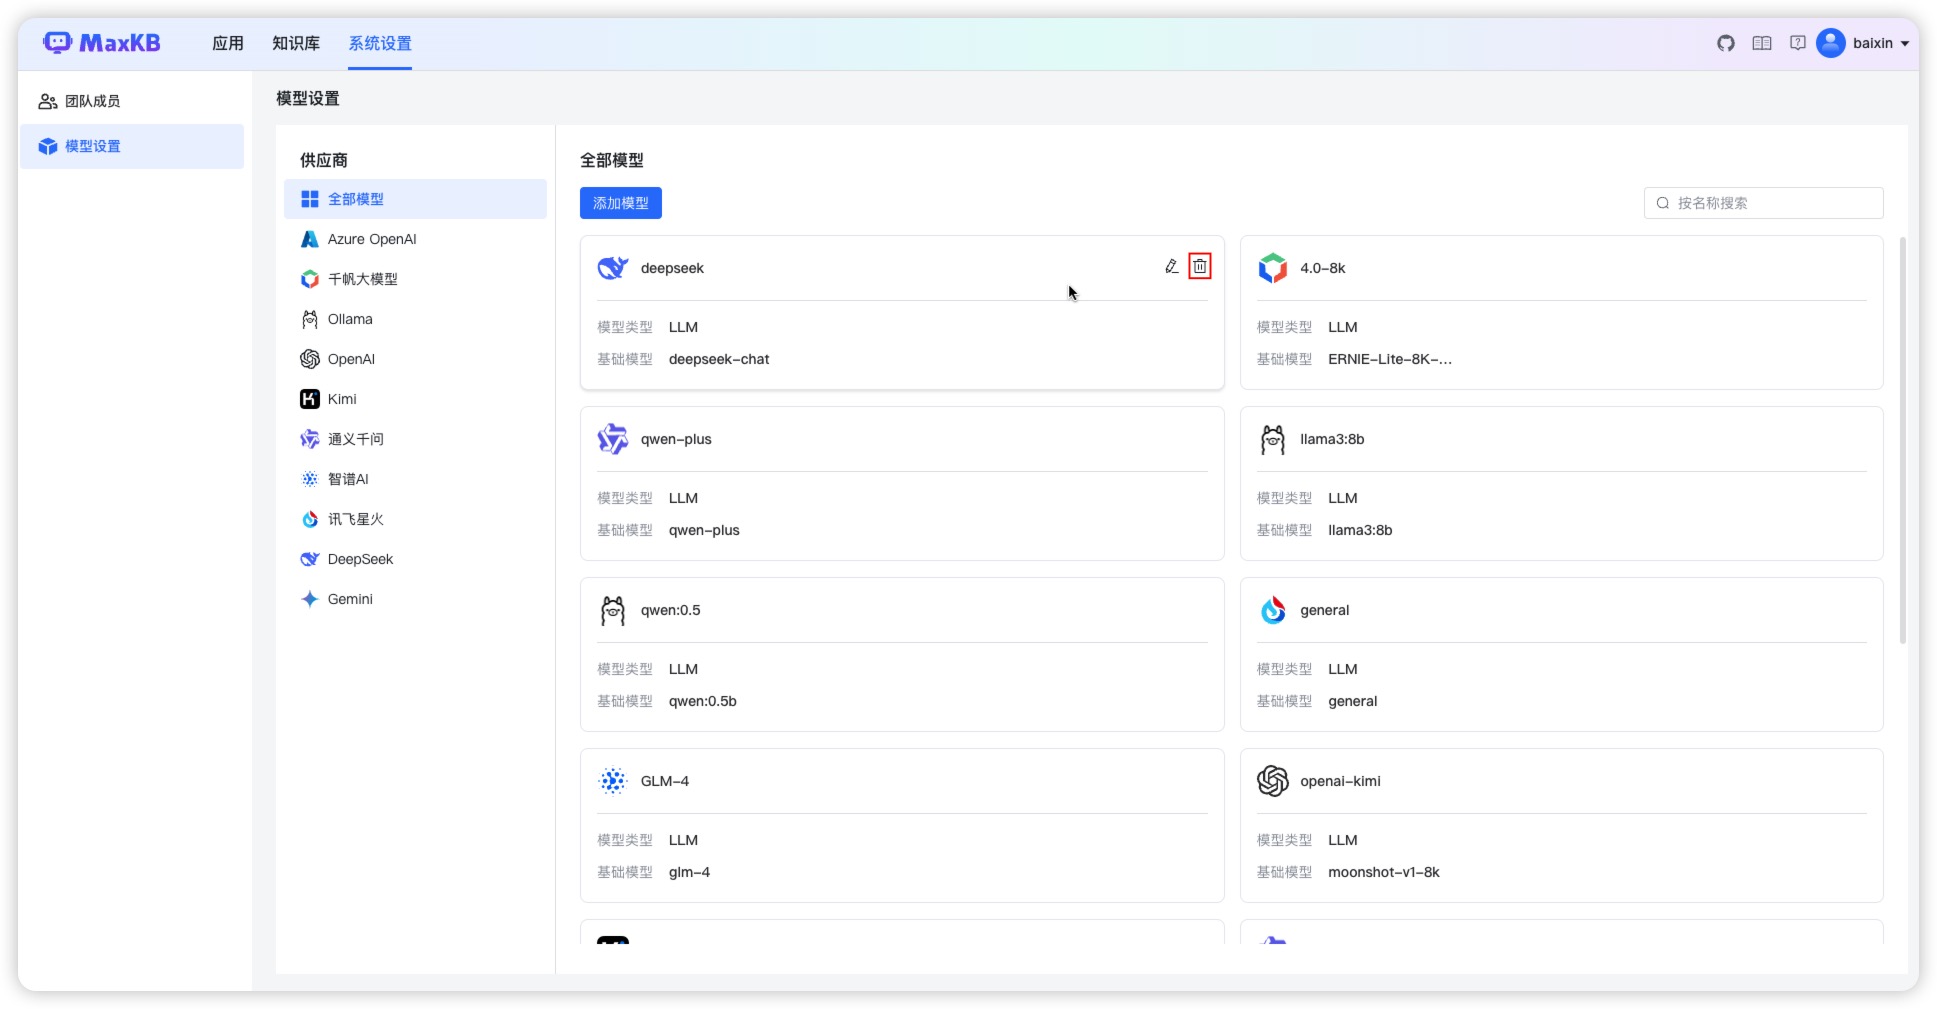 MaxKB
应用
知识库
系统设置
baixin
团队成员
模型设置
模型设置
供应商
全部模型
Azure OpenAI
千帆大模型
Ollama
OpenAI
Kimi
通义千问
智谱AI
讯飞星火
DeepSeek
Gemini
全部模型
添加模型
按名称搜索
deepseek
模型类型 LLM
基础模型 deepseek-chat
4.0-8k
模型类型 LLM
基础模型 ERNIE-Lite-8K-...
qwen-plus
模型类型 LLM
基础模型 qwen-plus
llama3:8b
模型类型 LLM
基础模型 llama3:8b
qwen:0.5
模型类型 LLM
基础模型 qwen:0.5b
general
模型类型 LLM
基础模型 general
GLM-4
模型类型 LLM
基础模型 glm-4
openai-kimi
模型类型 LLM
基础模型 moonshot-v1-8k